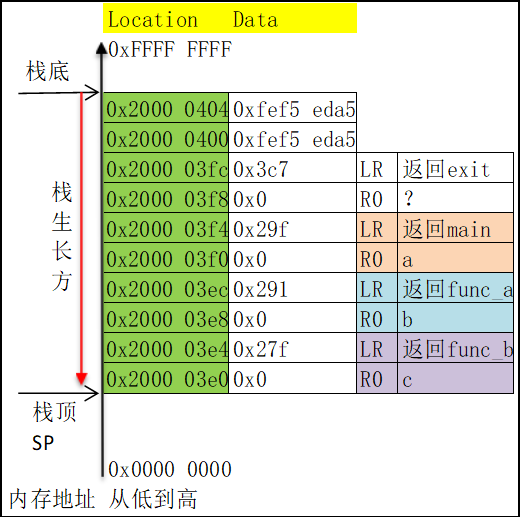 Location Data
0xFFFF FFFF
栈底
0x2000 0404 0xfef5 eda5
0x2000 0400 0xfef5 eda5
0x2000 03fc 0x3c7 LR 返回exit
0x2000 03f8 0x0 R0 ?
0x2000 03f4 0x29f LR 返回main
0x2000 03f0 0x0 R0 a
0x2000 03ec 0x291 LR 返回func_a
0x2000 03e8 0x0 R0 b
0x2000 03e4 0x27f LR 返回func_b
0x2000 03e0 0x0 R0 c
栈生长方
栈顶
SP
0x0000 0000
内存地址 从低到高